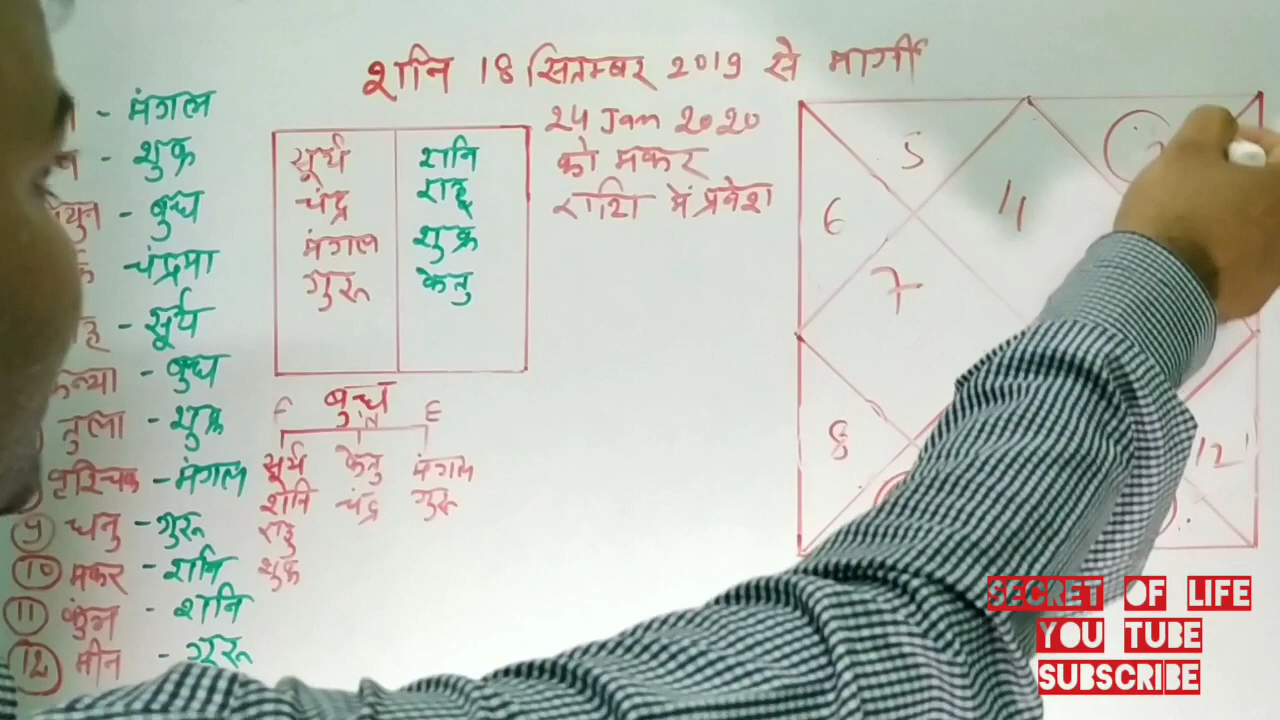 शनि 18 सितम्बर 2019 से मार्गी
24 Jan 2020
को मकर
राशि में प्रवेश
- मंगल
- शुक्र
- बुध
चंद्रमा
- सूर्य
कन्या - बुध
तुला - शुक्र
वृश्चिक - मंगल
9 धनु - गुरू
10 मकर - शनि
11 कुंभ - शनि
12 मीन - गुरू
सूर्य शनि
चंद्र राहू
मंगल शुक्र
गुरू केतु
बुध
F N E
सूर्य केतु मंगल
शनि चंद्र गुरू
राहु
शुक्र
5
6
7
8
12
SECRET OF LIFE
YOU TUBE
SUBSCRIBE